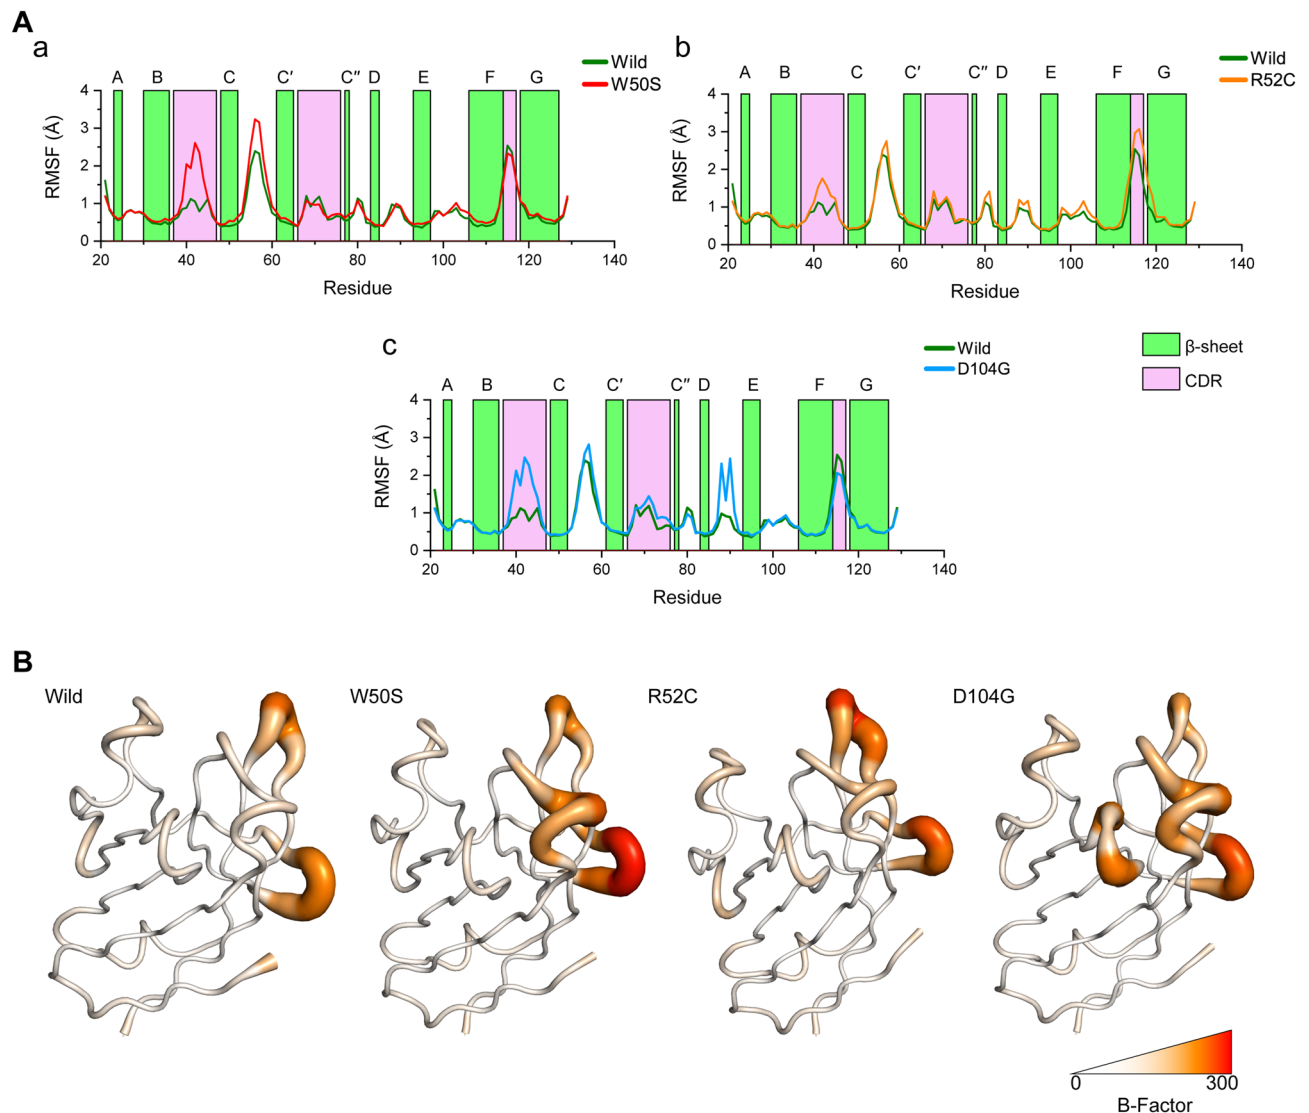 A
a
A B C C′ C″ D E F G
Wild
W50S
RMSF (Å)
4
3
2
1
0
20 40 60 80 100 120 140
Residue
b
A B C C′ C″ D E F G
Wild
R52C
RMSF (Å)
4
3
2
1
0
20 40 60 80 100 120 140
Residue
c
A B C C′ C″ D E F G
Wild
D104G
β-sheet
CDR
RMSF (Å)
4
3
2
1
0
20 40 60 80 100 120 140
Residue
B
Wild W50S R52C D104G
0 300
B-Factor